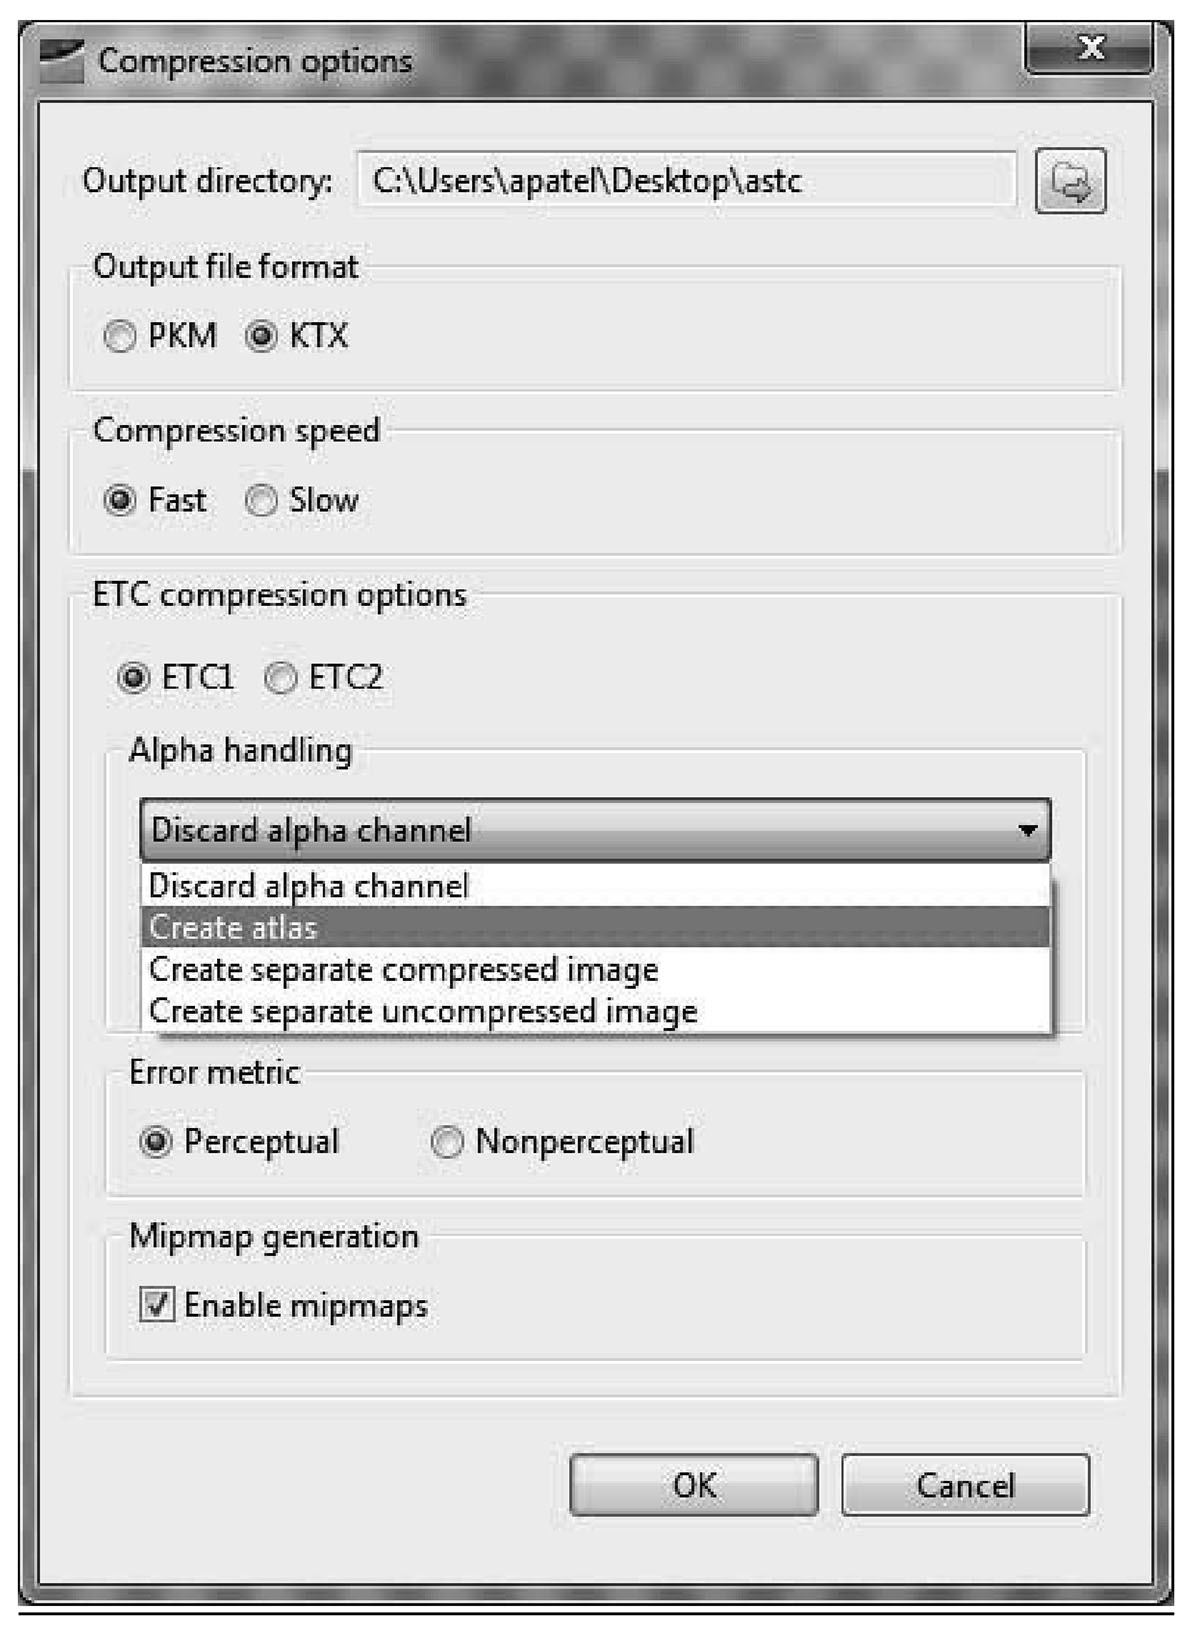 Compression options
x
Output directory: C:\Users\apatel\Desktop\astc
Output file format
PKM KTX
Compression speed
Fast Slow
ETC compression options
ETC1 ETC2
Alpha handling
Discard alpha channel
Discard alpha channel
Create atlas
Create separate compressed image
Create separate uncompressed image
Error metric
Perceptual Nonperceptual
Mipmap generation
Enable mipmaps
OK Cancel